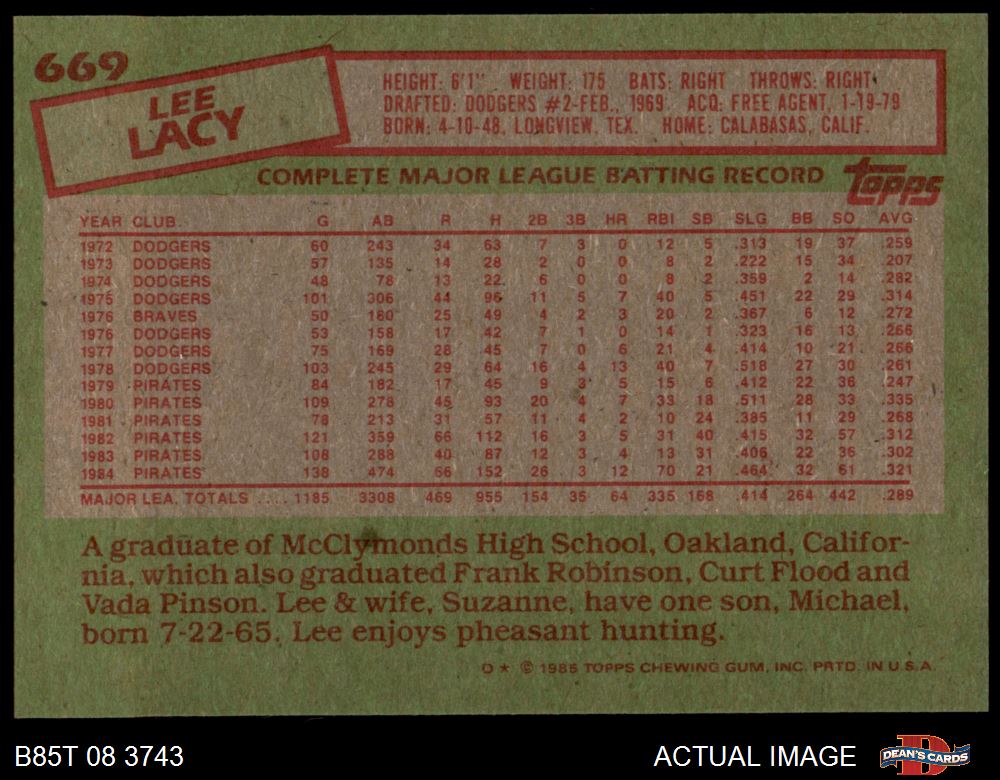 669
LEE
LACY
HEIGHT: 6'1" WEIGHT: 175 BATS: RIGHT THROWS: RIGHT
DRAFTED: DODGERS #2-FEB., 1969 ACQ: FREE AGENT, 1-19-79
BORN: 4-10-48, LONGVIEW, TEX. HOME: CALABASAS, CALIF.
COMPLETE MAJOR LEAGUE BATTING RECORD
topps
YEAR CLUB G AB R H 2B 3B HR RBI SB SLG BB SO AVG
1972 DODGERS 60 243 34 63 7 3 0 12 5 .313 19 37 .259
1973 DODGERS 57 135 14 28 2 0 0 8 2 .222 15 34 .207
1974 DODGERS 48 78 13 22 6 0 0 8 2 .359 2 14 .282
1975 DODGERS 101 306 44 96 11 5 7 40 5 .451 22 29 .314
1976 BRAVES 50 180 25 49 4 2 3 20 2 .367 6 12 .272
1976 DODGERS 53 158 17 42 7 1 0 14 1 .323 16 13 .266
1977 DODGERS 75 169 28 45 7 0 6 21 4 .414 10 21 .266
1978 DODGERS 103 245 29 64 16 4 13 40 7 .518 27 30 .261
1979 PIRATES 84 182 17 45 9 3 5 15 6 .412 22 36 .247
1980 PIRATES 109 278 45 93 20 4 7 33 18 .511 28 33 .335
1981 PIRATES 78 213 31 57 11 4 2 10 24 .385 11 29 .268
1982 PIRATES 121 359 66 112 16 3 5 31 40 .415 32 57 .312
1983 PIRATES 108 288 40 87 12 3 4 13 31 .406 22 36 .302
1984 PIRATES 138 474 66 152 26 3 12 70 21 .464 32 61 .321
MAJOR LEA. TOTALS ..... 1185 3308 469 955 154 35 64 335 168 .414 264 442 .289
A graduate of McClymonds High School, Oakland, Califor-
nia, which also graduated Frank Robinson, Curt Flood and
Vada Pinson. Lee & wife, Suzanne, have one son, Michael,
born 7-22-65. Lee enjoys pheasant hunting.
O * © 1985 TOPPS CHEWING GUM, INC. PRTD. IN U.S.A.
B85T 08 3743
ACTUAL IMAGE
DEAN'S CARDS